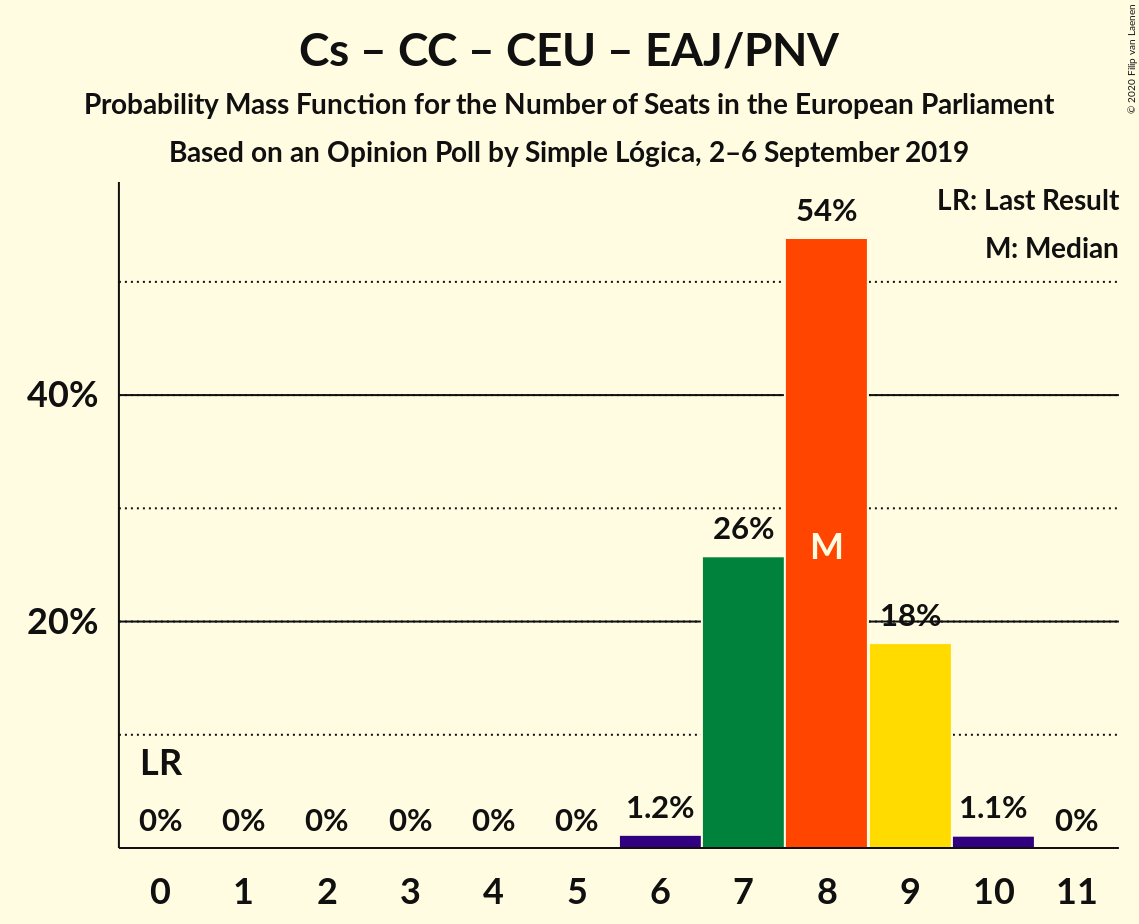 Cs – CC – CEU – EAJ/PNV
Probability Mass Function for the Number of Seats in the European Parliament
Based on an Opinion Poll by Simple Lógica, 2–6 September 2019
© 2020 Filip van Laenen
LR: Last Result
M: Median
54%
40%
26%
M
20%
18%
LR
0% 0% 0% 0% 0% 0% 1.2% 1.1% 0%
0 1 2 3 4 5 6 7 8 9 10 11